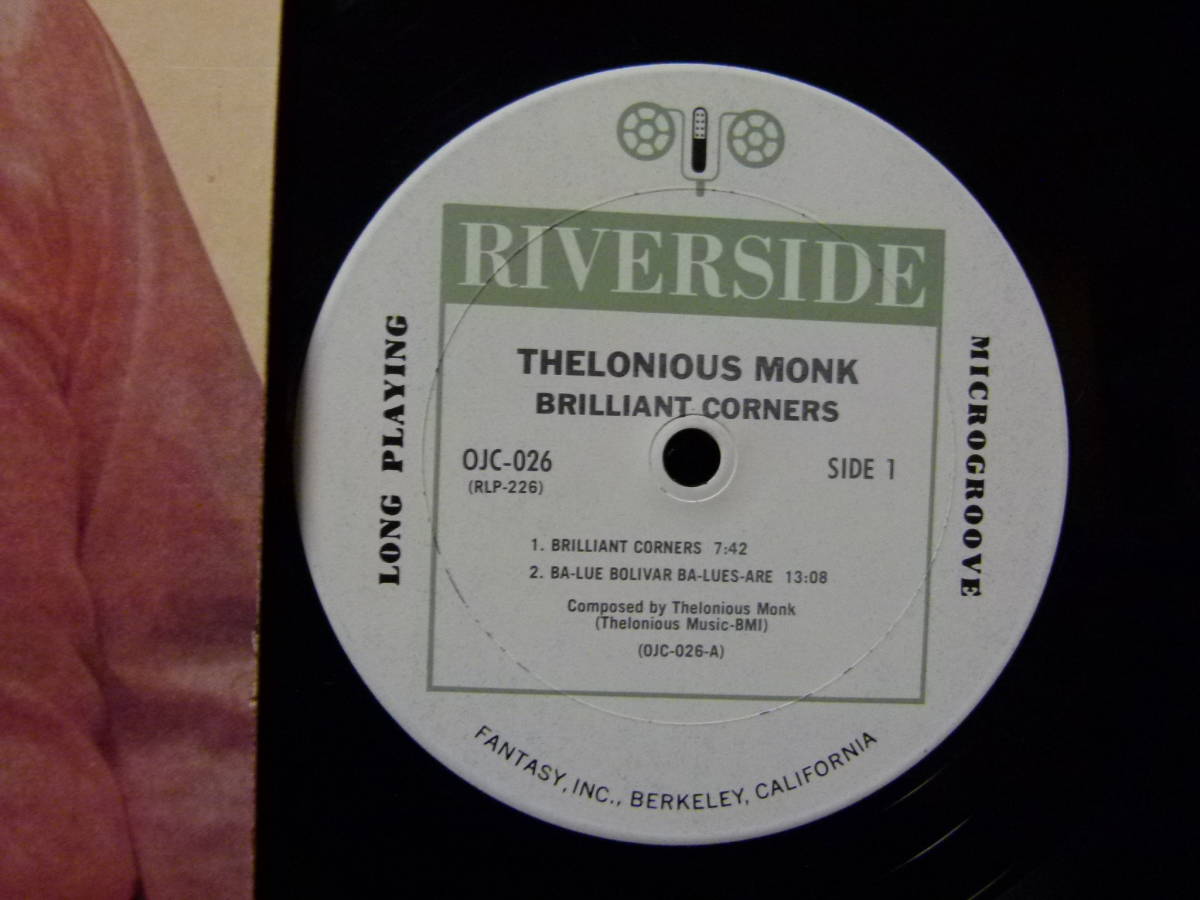 RIVERSIDE
THELONIOUS MONK
BRILLIANT CORNERS
LONG PLAYING
MICROGROOVE
OJC-026
(RLP-226)
SIDE 1
1. BRILLIANT CORNERS 7:42
2. BA-LUE BOLIVAR BA-LUES-ARE 13:08
Composed by Thelonious Monk
(Thelonious Music-BMI)
(OJC-026-A)
FANTASY, INC., BERKELEY, CALIFORNIA